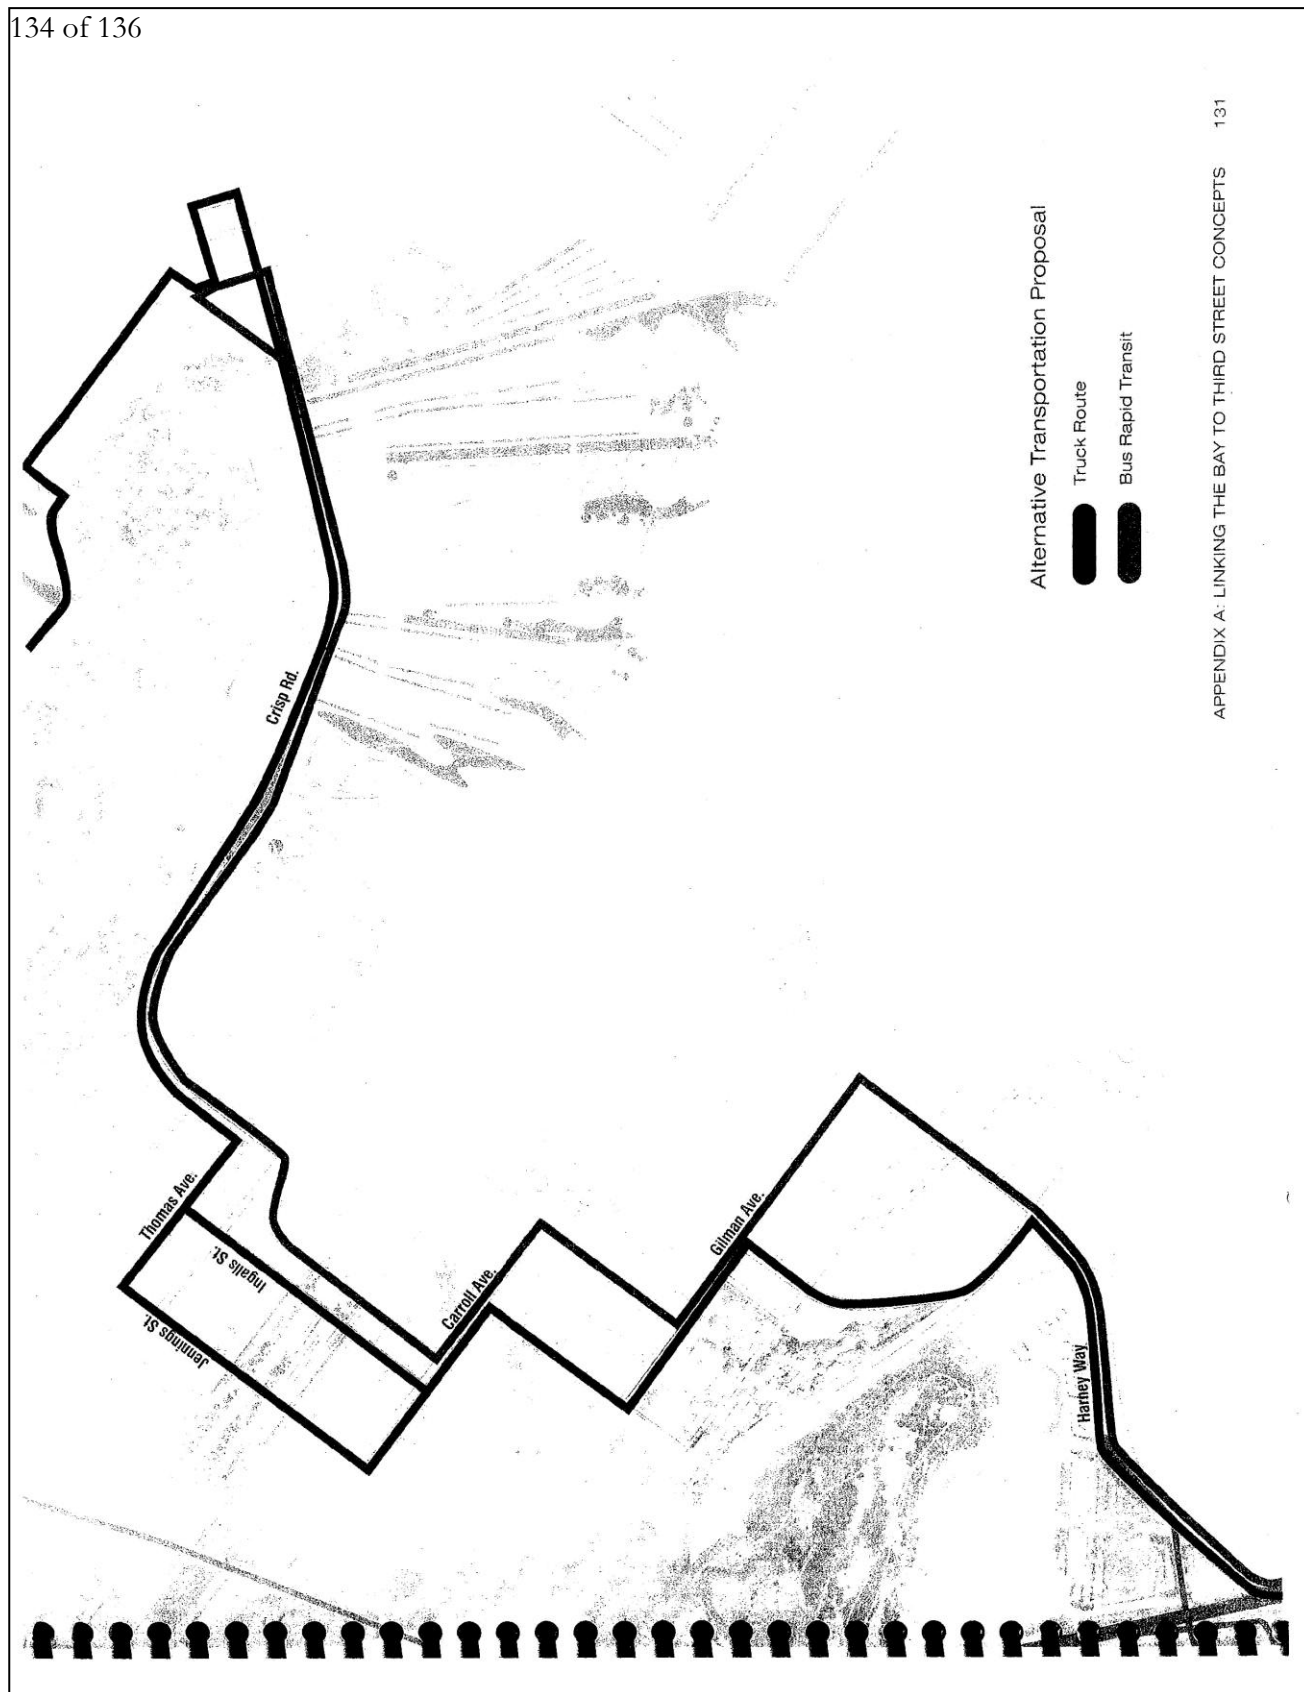 134 of 136
Crisp Rd.
Thomas Ave.
Ingalls St.
Jennings St.
Carroll Ave.
Gilman Ave.
Harney Way
Alternative Transportation Proposal
Truck Route
Bus Rapid Transit
APPENDIX A: LINKING THE BAY TO THIRD STREET CONCEPTS 131